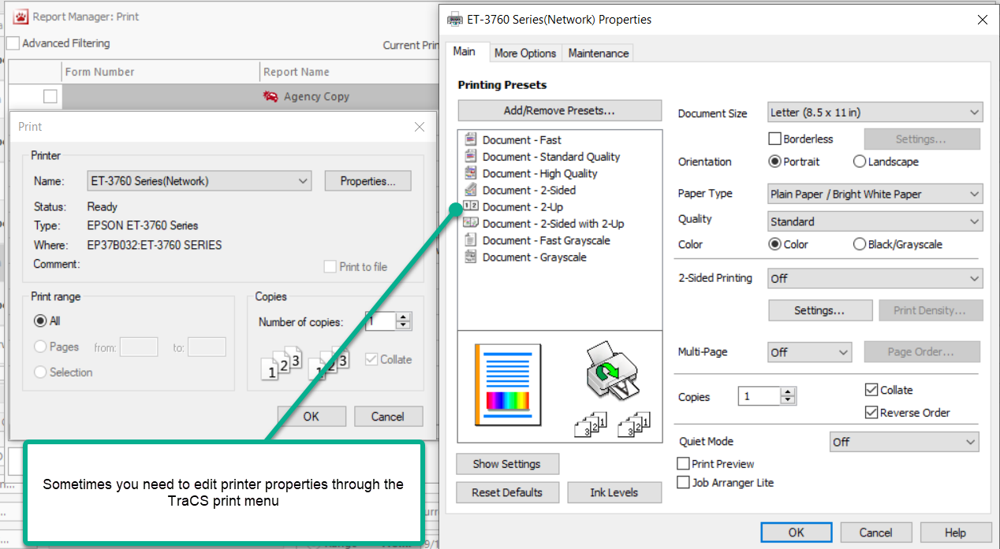 Report Manager: Print
Advanced Filtering
Current Prin
Form Number
Report Name
Agency Copy
Print
Printer
Name:
ET-3760 Series(Network)
Properties...
Status:
Ready
Type:
EPSON ET-3760 Series
Where:
EP37B032:ET-3760 SERIES
Comment:
Print to file
Print range
All
Pages
from:
to:
Selection
Copies
Number of copies:
1
1 2 3
1 2 3
Collate
OK
Cancel
Sometimes you need to edit printer properties through the
TraCS print menu
ET-3760 Series(Network) Properties
Main
More Options
Maintenance
Printing Presets
Add/Remove Presets...
Document - Fast
Document - Standard Quality
Document - High Quality
Document - 2-Sided
1 2
Document - 2-Up
Document - 2-Sided with 2-Up
Document - Fast Grayscale
Document - Grayscale
A
3 2 1
3 2 1
Show Settings
Reset Defaults
Ink Levels
Document Size
Letter (8.5 x 11 in)
Borderless
Settings...
Orientation
Portrait
Landscape
Paper Type
Plain Paper / Bright White Paper
Quality
Standard
Color
Color
Black/Grayscale
2-Sided Printing
Off
Settings...
Print Density...
Multi-Page
Off
Page Order...
Copies
1
Collate
Reverse Order
Quiet Mode
Off
Print Preview
Job Arranger Lite
OK
Cancel
Help